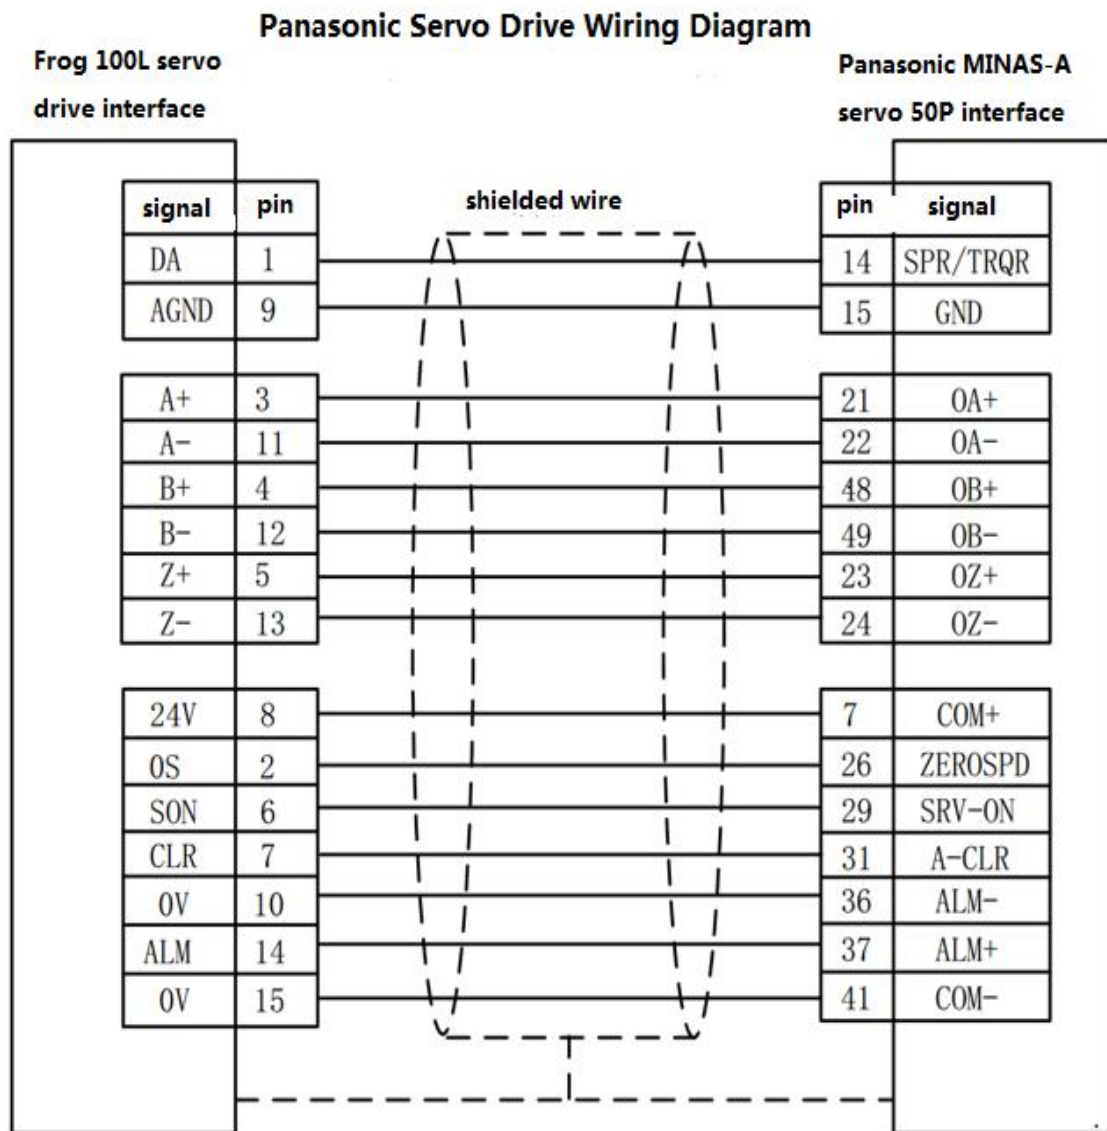 Panasonic Servo Drive Wiring Diagram
Frog 100L servo
drive interface
Panasonic MINAS-A
servo 50P interface
signal pin shielded wire pin signal
DA 1 14 SPR/TRQR
AGND 9 15 GND
A+ 3 21 OA+
A- 11 22 OA-
B+ 4 48 OB+
B- 12 49 OB-
Z+ 5 23 OZ+
Z- 13 24 OZ-
24V 8 7 COM+
OS 2 26 ZEROSPD
SON 6 29 SRV-ON
CLR 7 31 A-CLR
0V 10 36 ALM-
ALM 14 37 ALM+
0V 15 41 COM-